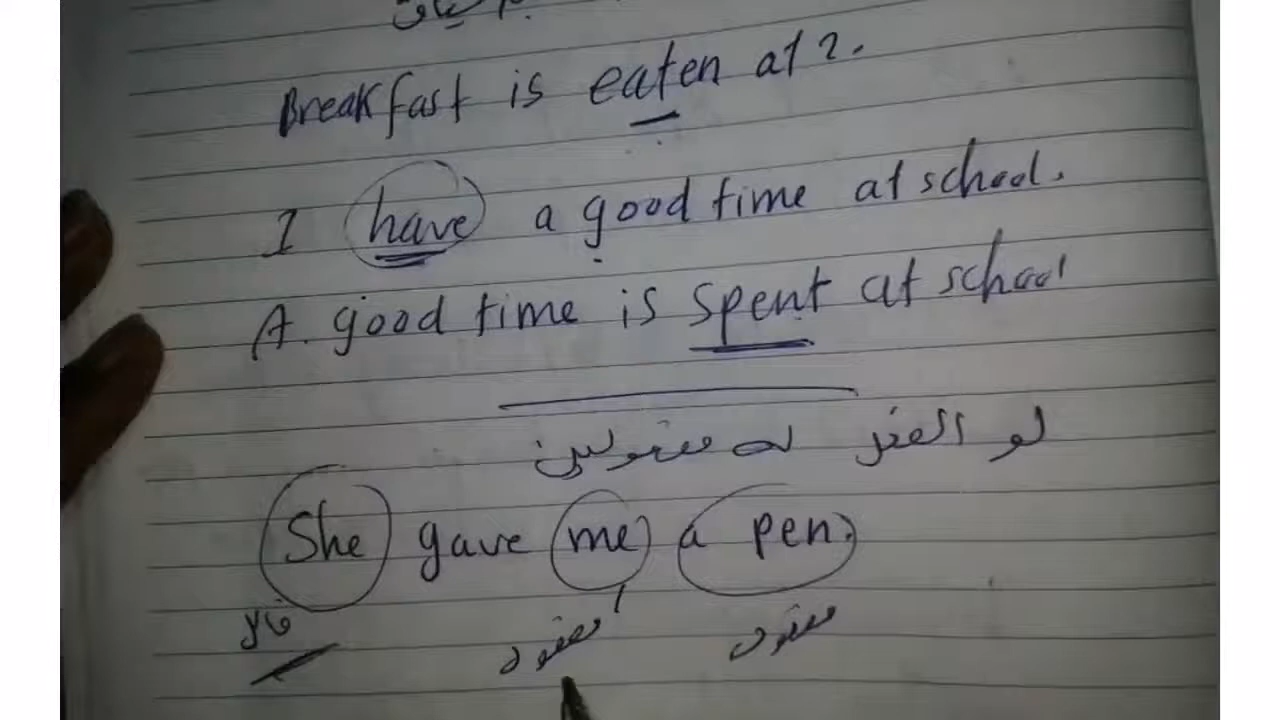 Breakfast is eaten at 2.
I have a good time at school.
A good time is spent at school
لو الفعل له مفعولين
She gave me a pen.
فاعل مفعول مفعول